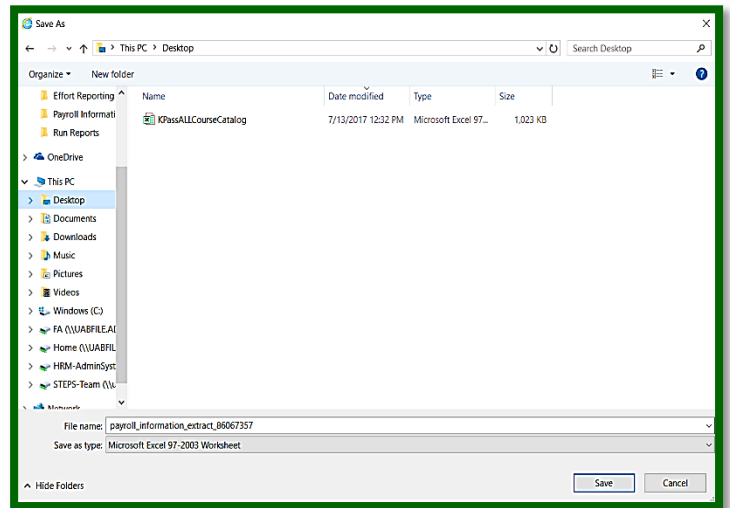 Save As
This PC > Desktop
Search Desktop
Organize
New folder
Effort Reporting
Name
Date modified
Type
Size
Payroll Informati
KPassALLCourseCatalog
7/13/2017 12:32 PM
Microsoft Excel 97...
1,023 KB
Run Reports
OneDrive
This PC
Desktop
Documents
Downloads
Music
Pictures
Videos
Windows (C:)
FA (\\UABFILE.AD
Home (\\UABFIL
HRM-AdminSyst
STEPS-Team (\\u
Network
File name: payroll_information_extract_86067357
Save as type: Microsoft Excel 97-2003 Worksheet
Hide Folders
Save
Cancel